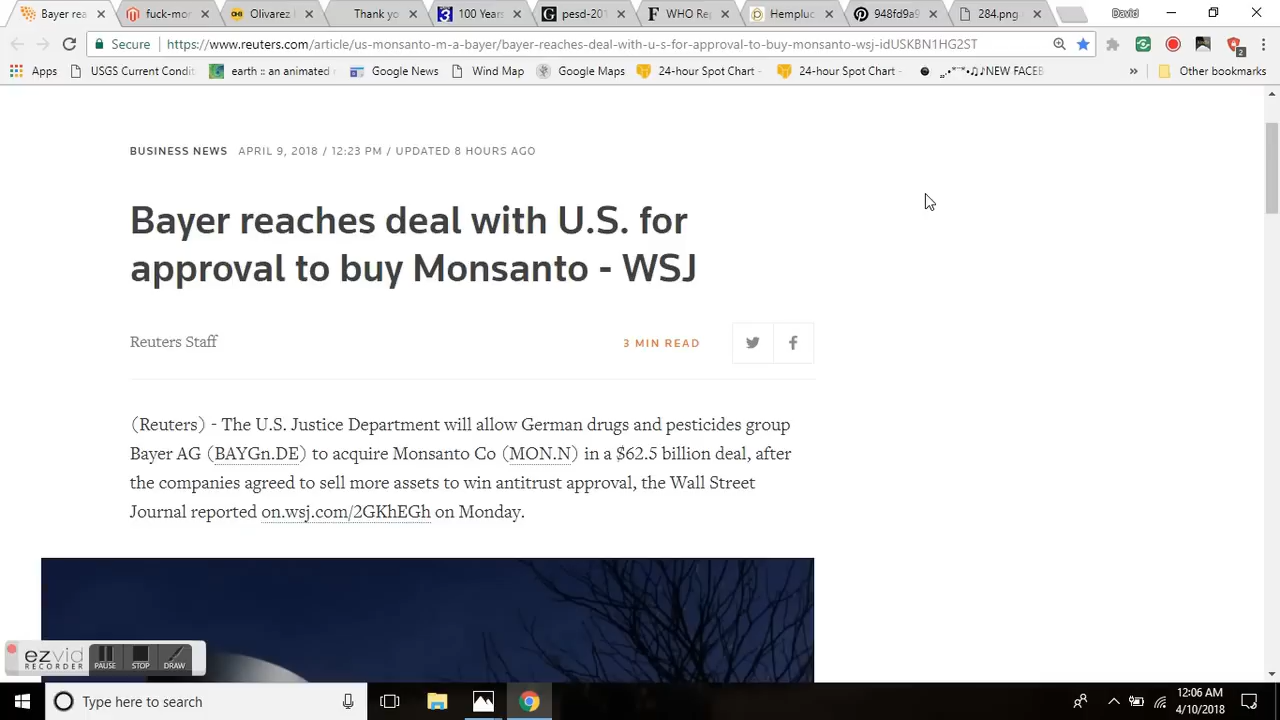 Bayer rea
fuck-mor
Olivarez
Thank yo
100 Years
pesd-201
WHO Rep
Hempluc
948fd9a9
284.png
David
Secure
https://www.reuters.com/article/us-monsanto-m-a-bayer/bayer-reaches-deal-with-u-s-for-approval-to-buy-monsanto-wsj-idUSKBN1HG2ST
2
Apps
USGS Current Condit
earth :: an animated
Google News
Wind Map
Google Maps
24-hour Spot Chart -
24-hour Spot Chart -
NEW FACEB
»
Other bookmarks
BUSINESS NEWS APRIL 9, 2018 / 12:23 PM / UPDATED 8 HOURS AGO
Bayer reaches deal with U.S. for
approval to buy Monsanto - WSJ
Reuters Staff
3 MIN READ
(Reuters) - The U.S. Justice Department will allow German drugs and pesticides group
Bayer AG (BAYGn.DE) to acquire Monsanto Co (MON.N) in a $62.5 billion deal, after
the companies agreed to sell more assets to win antitrust approval, the Wall Street
Journal reported on.wsj.com/2GKhEGh on Monday.
ezvid
RECORDER
PAUSE
STOP
DRAW
Type here to search
12:06 AM
4/10/2018